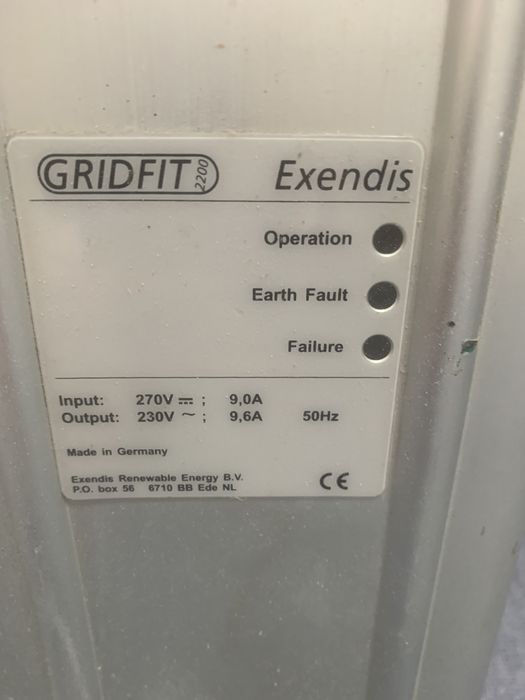 GRIDFIT 2200 Exendis
Operation
Earth Fault
Failure
Input: 270V ⎓ ; 9,0A
Output: 230V ~ ; 9,6A 50Hz
Made in Germany
Exendis Renewable Energy B.V.
P.O. box 56 6710 BB Ede NL
CE